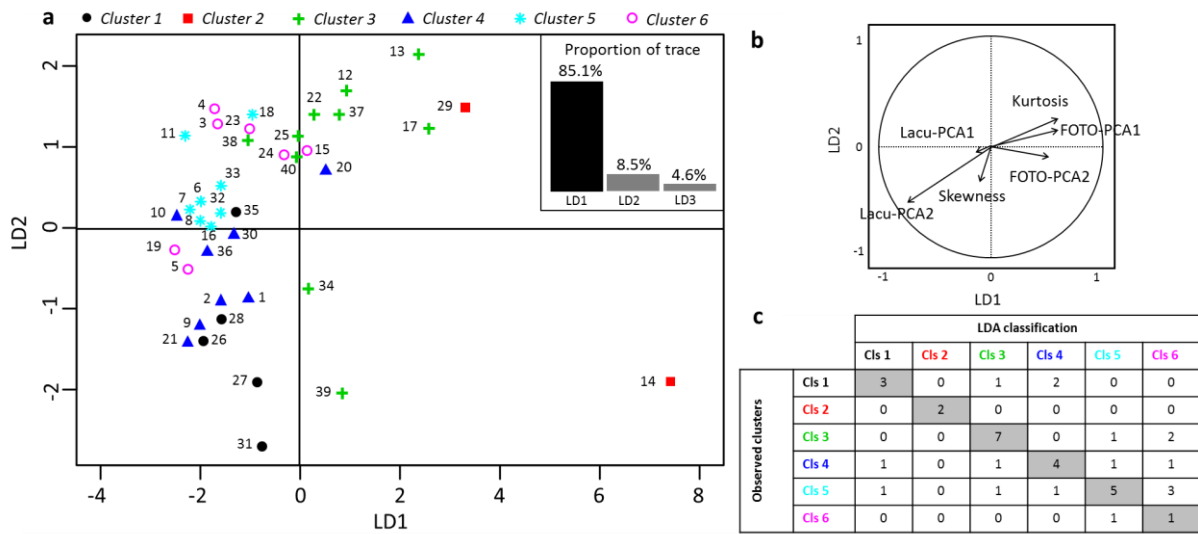 a
Cluster 1 Cluster 2 Cluster 3 Cluster 4 Cluster 5 Cluster 6
LD2
2
1
0
-1
-2
-4 -2 0 2 4 6 8
LD1
13
12
4
22
37
29
3
23
18
11
38
25
17
24
15
40
20
33
6
7
32
10
8
35
16
30
19
36
5
34
2
1
9
28
21
26
27
39
14
31
Proportion of trace
85.1%
8.5%
4.6%
LD1 LD2 LD3
b
LD2
1
0
-1
-1 0 1
LD1
Kurtosis
Lacu-PCA1
FOTO-PCA1
FOTO-PCA2
Skewness
Lacu-PCA2
c
LDA classification
Cls 1 Cls 2 Cls 3 Cls 4 Cls 5 Cls 6
Observed clusters
Cls 1 3 0 1 2 0 0
Cls 2 0 2 0 0 0 0
Cls 3 0 0 7 0 1 2
Cls 4 1 0 1 4 1 1
Cls 5 1 0 1 1 5 3
Cls 6 0 0 0 0 1 1